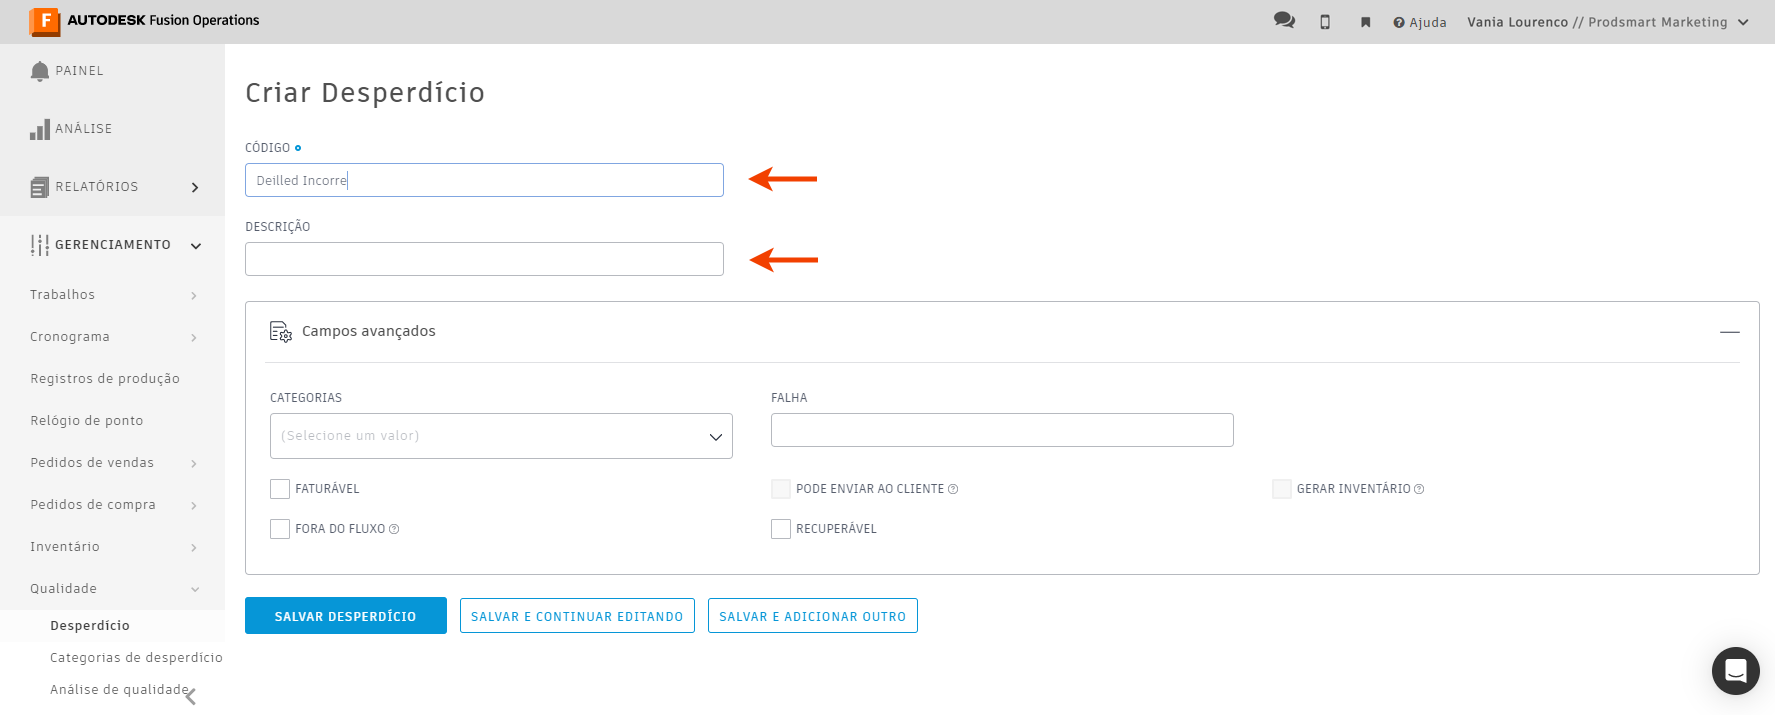 AUTODESK Fusion Operations
Ajuda
Vania Lourenco // Prodsmart Marketing
PAINEL
ANÁLISE
RELATÓRIOS
GERENCIAMENTO
Trabalhos
Cronograma
Registros de produção
Relógio de ponto
Pedidos de vendas
Pedidos de compra
Inventário
Qualidade
Desperdício
Categorias de desperdício
Análise de qualidade
Criar Desperdício
CÓDIGO
Deilled Incorre
DESCRIÇÃO
Campos avançados
CATEGORIAS
(Selecione um valor)
FALHA
FATURÁVEL
PODE ENVIAR AO CLIENTE
GERAR INVENTÁRIO
FORA DO FLUXO
RECUPERÁVEL
SALVAR DESPERDÍCIO
SALVAR E CONTINUAR EDITANDO
SALVAR E ADICIONAR OUTRO